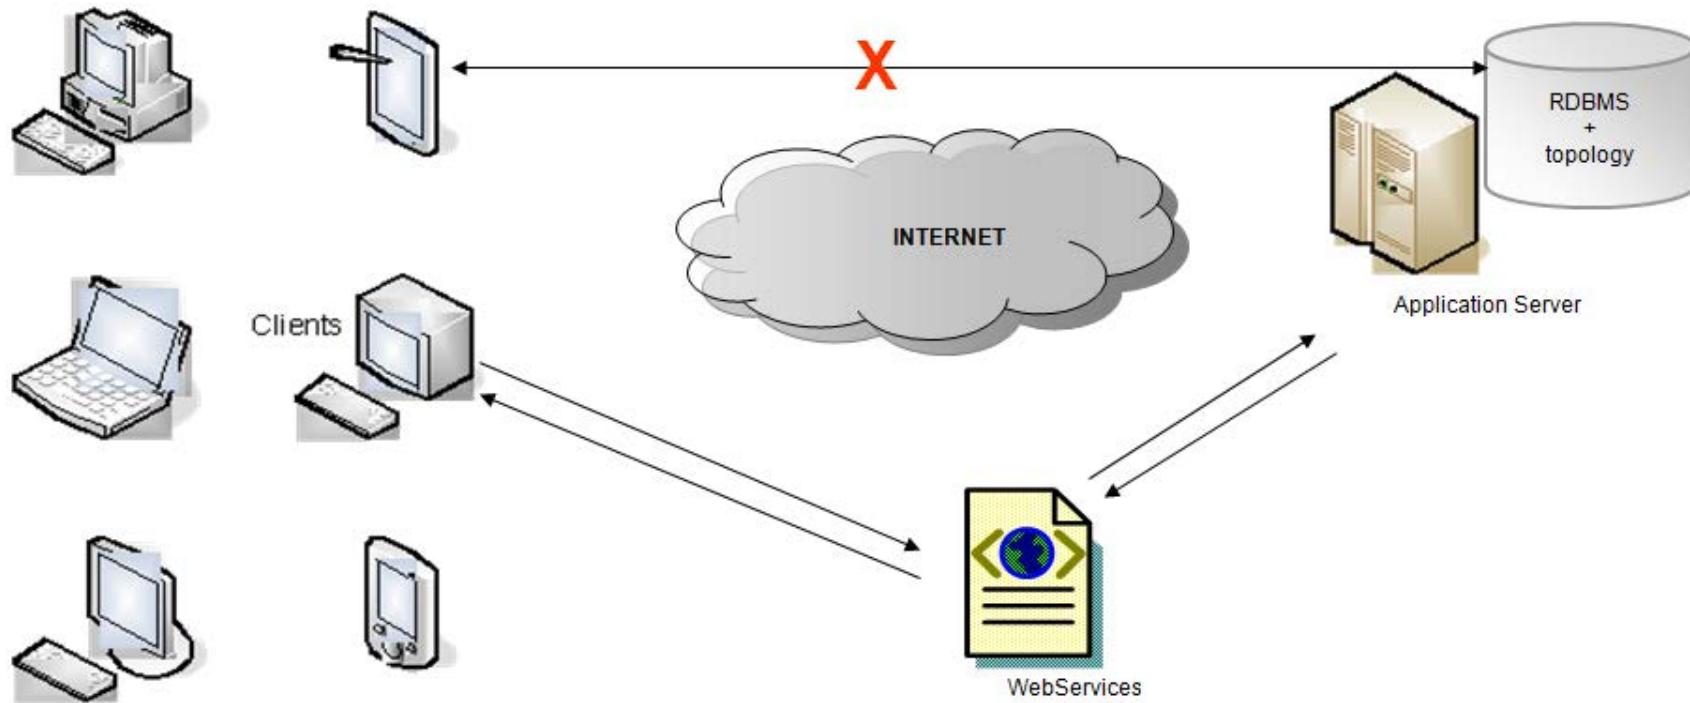 X
RDBMS
+
topology
INTERNET
Application Server
Clients
WebServices